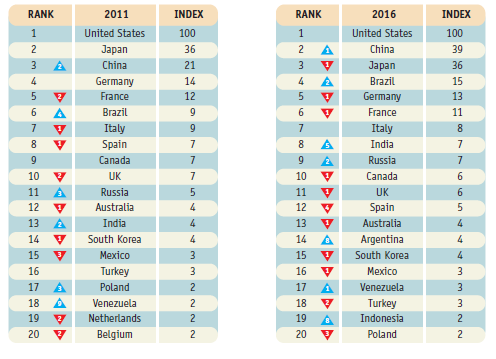 RANK 2011 INDEX
1 United States 100
2 Japan 36
3 2 China 21
4 Germany 14
5 2 France 12
6 4 Brazil 9
7 1 Italy 9
8 1 Spain 7
9 Canada 7
10 2 UK 7
11 3 Russia 5
12 1 Australia 4
13 2 India 4
14 1 South Korea 4
15 3 Mexico 3
16 Turkey 3
17 3 Poland 2
18 Venezuela 2
19 2 Netherlands 2
20 2 Belgium 2
RANK 2016 INDEX
1 United States 100
2 1 China 39
3 1 Japan 36
4 2 Brazil 15
5 1 Germany 13
6 1 France 11
7 Italy 8
8 5 India 7
9 2 Russia 7
10 1 Canada 6
11 1 UK 6
12 4 Spain 5
13 1 Australia 4
14 Argentina 4
15 1 South Korea 4
16 1 Mexico 3
17 1 Venezuela 3
18 2 Turkey 3
19 Indonesia 2
20 3 Poland 2